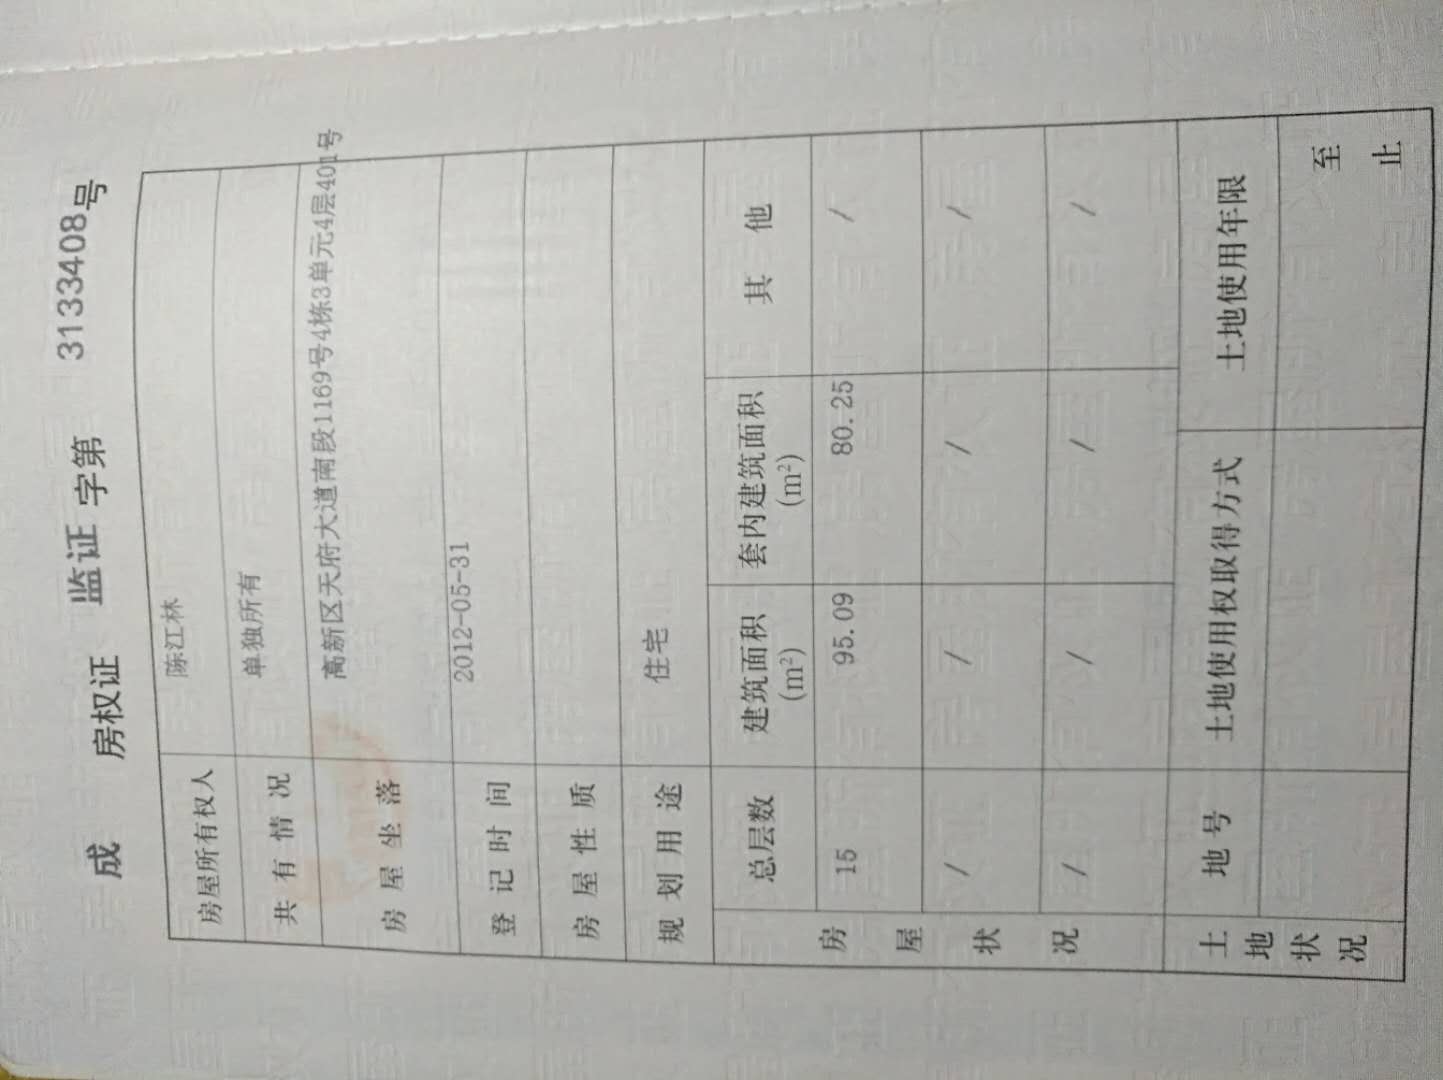 成 房权证 监证 字第 3133408号
房屋所有权人 陈江林
共有情况 单独所有
房屋坐落 高新区天府大道南段1169号4栋3单元4层401号
登记时间 2012-05-31
房屋性质
规划用途 住宅
房屋状况
总层数 建筑面积(m²) 套内建筑面积(m²) 其他
15 95.09 80.25 /
/ / / /
/ / / /
土地状况
地号 土地使用权取得方式 土地使用年限
至
止